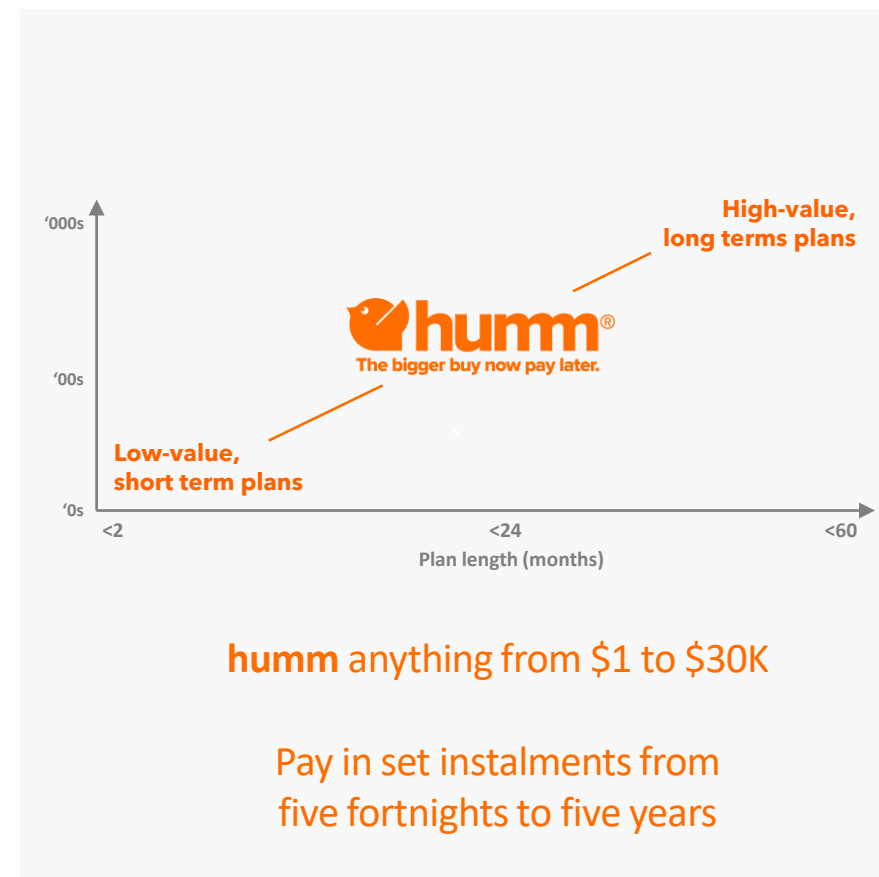 ‘000s
High-value,
long terms plans
humm®
The bigger buy now pay later.
‘00s
Low-value,
short term plans
‘0s
<2
<24
<60
Plan length (months)
humm anything from $1 to $30K
Pay in set instalments from
five fortnights to five years